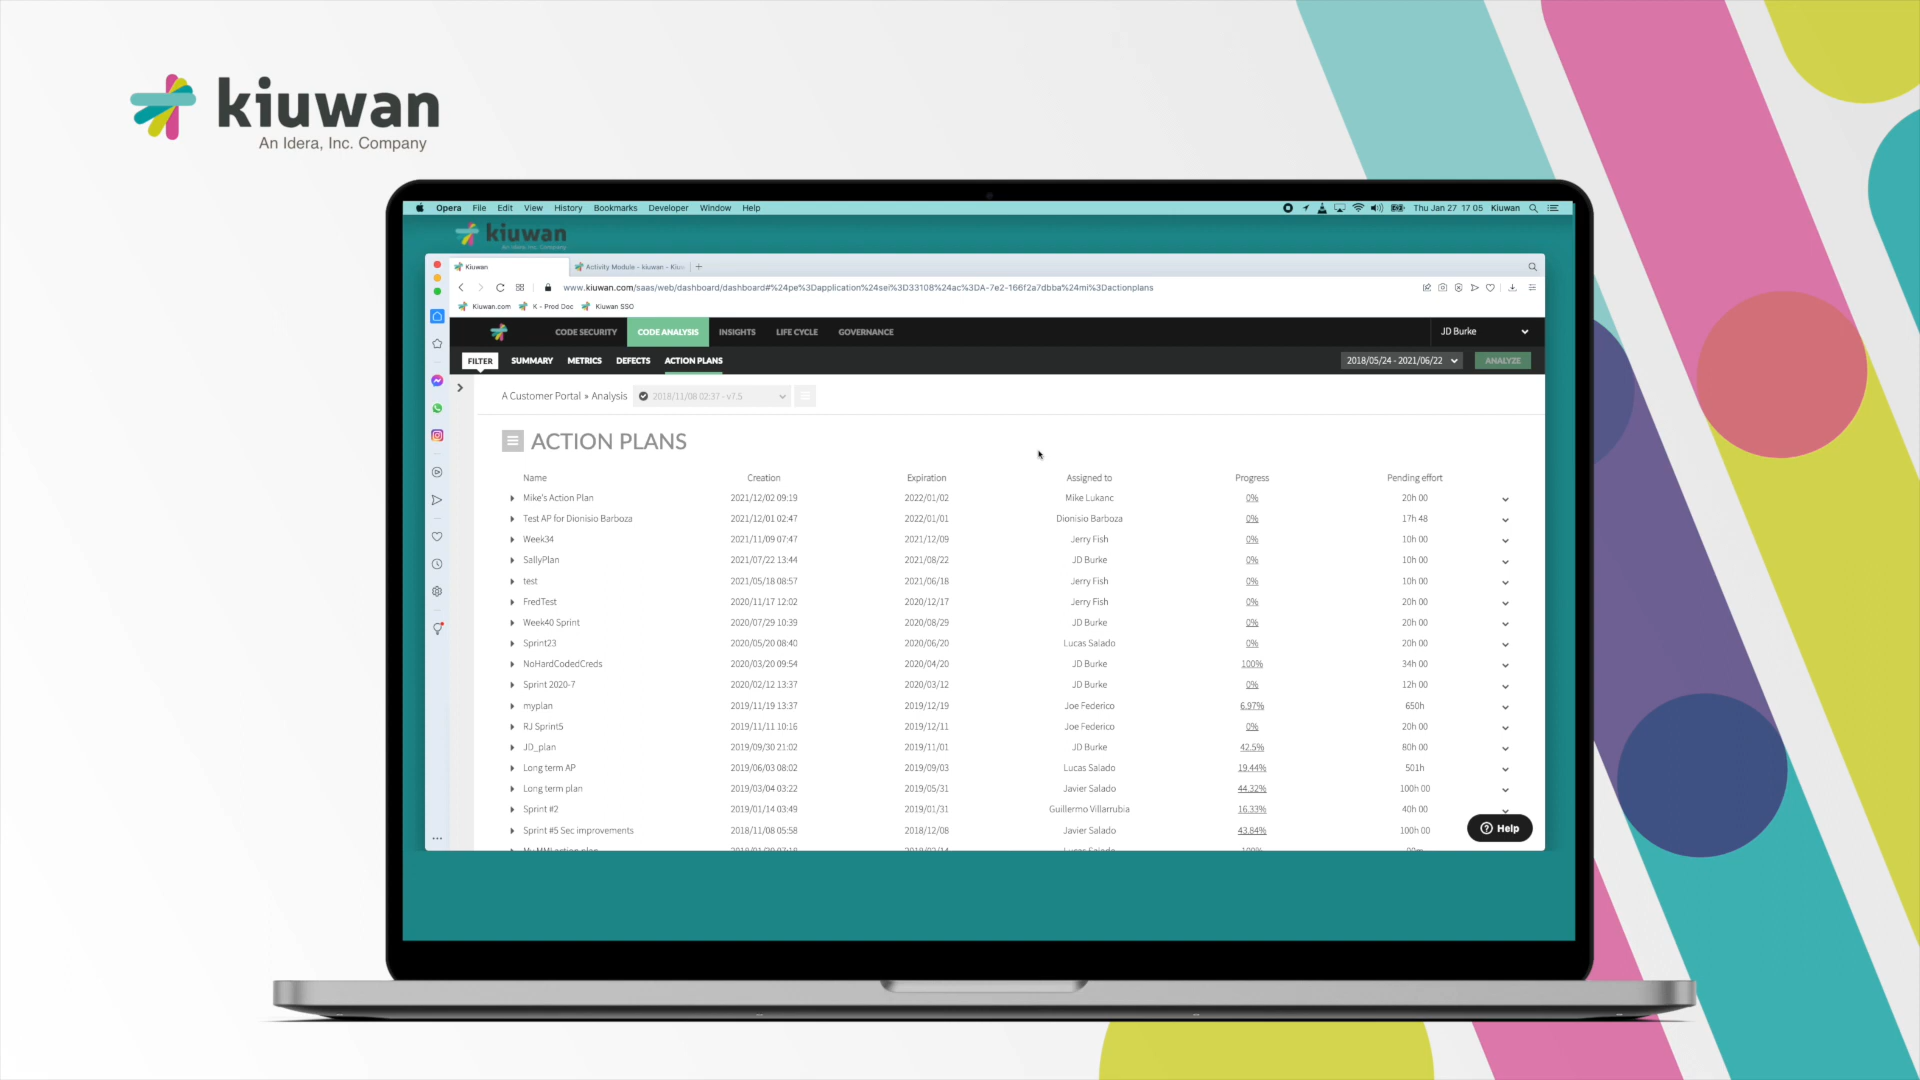 kiuwan
An Idera, Inc. Company
Opera File Edit View History Bookmarks Developer Window Help
Thu Jan 27 17 05 Kiuwan
kiuwan
An Idera, Inc. Company
Kiuwan
Activity Module - kiuwan - Kiuw
www.kiuwan.com/saas/web/dashboard/dashboard#%24pe%3Dapplication%24sei%3D33108%24ac%3DA-7e2-166f2a7dbba%24mi%3Dactionplans
Kiuwan.com K - Prod Doc Kiuwan SSO
CODE SECURITY CODE ANALYSIS INSIGHTS LIFE CYCLE GOVERNANCE JD Burke
FILTER SUMMARY METRICS DEFECTS ACTION PLANS 2018/05/24 - 2021/06/22 ANALYZE
A Customer Portal » Analysis 2018/11/08 02:37 - v7.5
ACTION PLANS
Name Creation Expiration Assigned to Progress Pending effort
Mike's Action Plan 2021/12/02 09:19 2022/01/02 Mike Lukanc 0% 20h 00
Test AP for Dionisio Barboza 2021/12/01 02:47 2022/01/01 Dionisio Barboza 0% 17h 48
Week34 2021/11/09 07:47 2021/12/09 Jerry Fish 0% 10h 00
SallyPlan 2021/07/22 13:44 2021/08/22 JD Burke 0% 10h 00
test 2021/05/18 08:57 2021/06/18 Jerry Fish 0% 10h 00
FredTest 2020/11/17 12:02 2020/12/17 Jerry Fish 0% 20h 00
Week40 Sprint 2020/07/29 10:39 2020/08/29 JD Burke 0% 20h 00
Sprint23 2020/05/20 08:40 2020/06/20 Lucas Salado 0% 20h 00
NoHardCodedCreds 2020/03/20 09:54 2020/04/20 JD Burke 100% 34h 00
Sprint 2020-7 2020/02/12 13:37 2020/03/12 JD Burke 0% 12h 00
myplan 2019/11/19 13:37 2019/12/19 Joe Federico 6.97% 650h
RJ Sprint5 2019/11/11 10:16 2019/12/11 Joe Federico 0% 20h 00
JD_plan 2019/09/30 21:02 2019/11/01 JD Burke 42.5% 80h 00
Long term AP 2019/06/03 08:02 2019/09/03 Lucas Salado 19.44% 501h
Long term plan 2019/03/04 03:22 2019/05/31 Javier Salado 44.32% 100h 00
Sprint #2 2019/01/14 03:49 2019/01/31 Guillermo Villarrubia 16.33% 40h 00
Sprint #5 Sec improvements 2018/11/08 05:58 2018/12/08 Javier Salado 43.84% 100h 00
Help